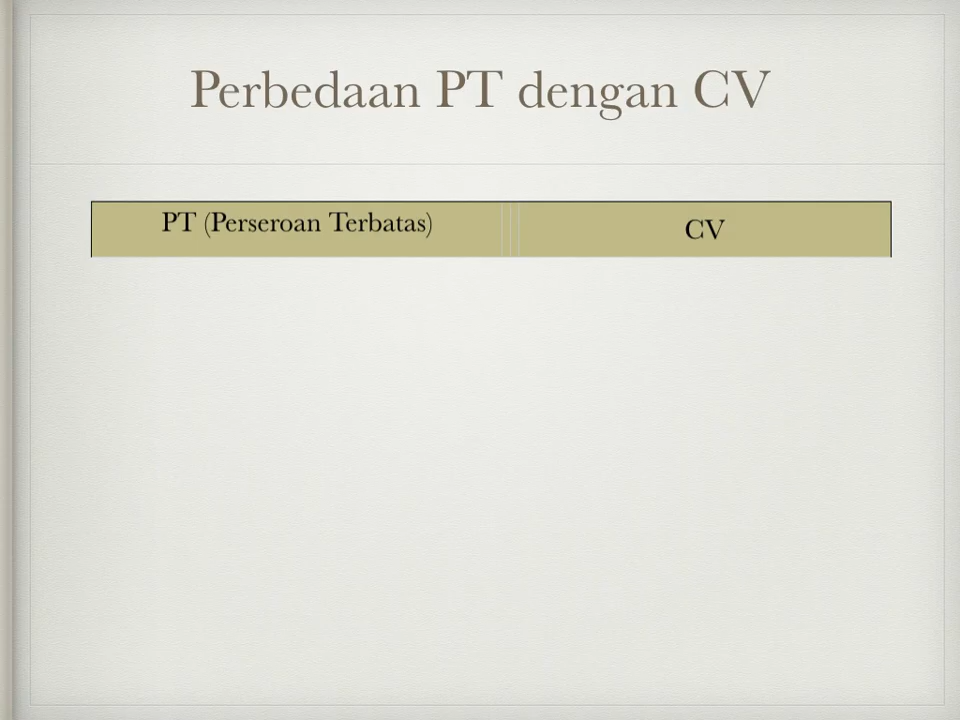 Perbedaan PT dengan CV
PT (Perseroan Terbatas)
CV